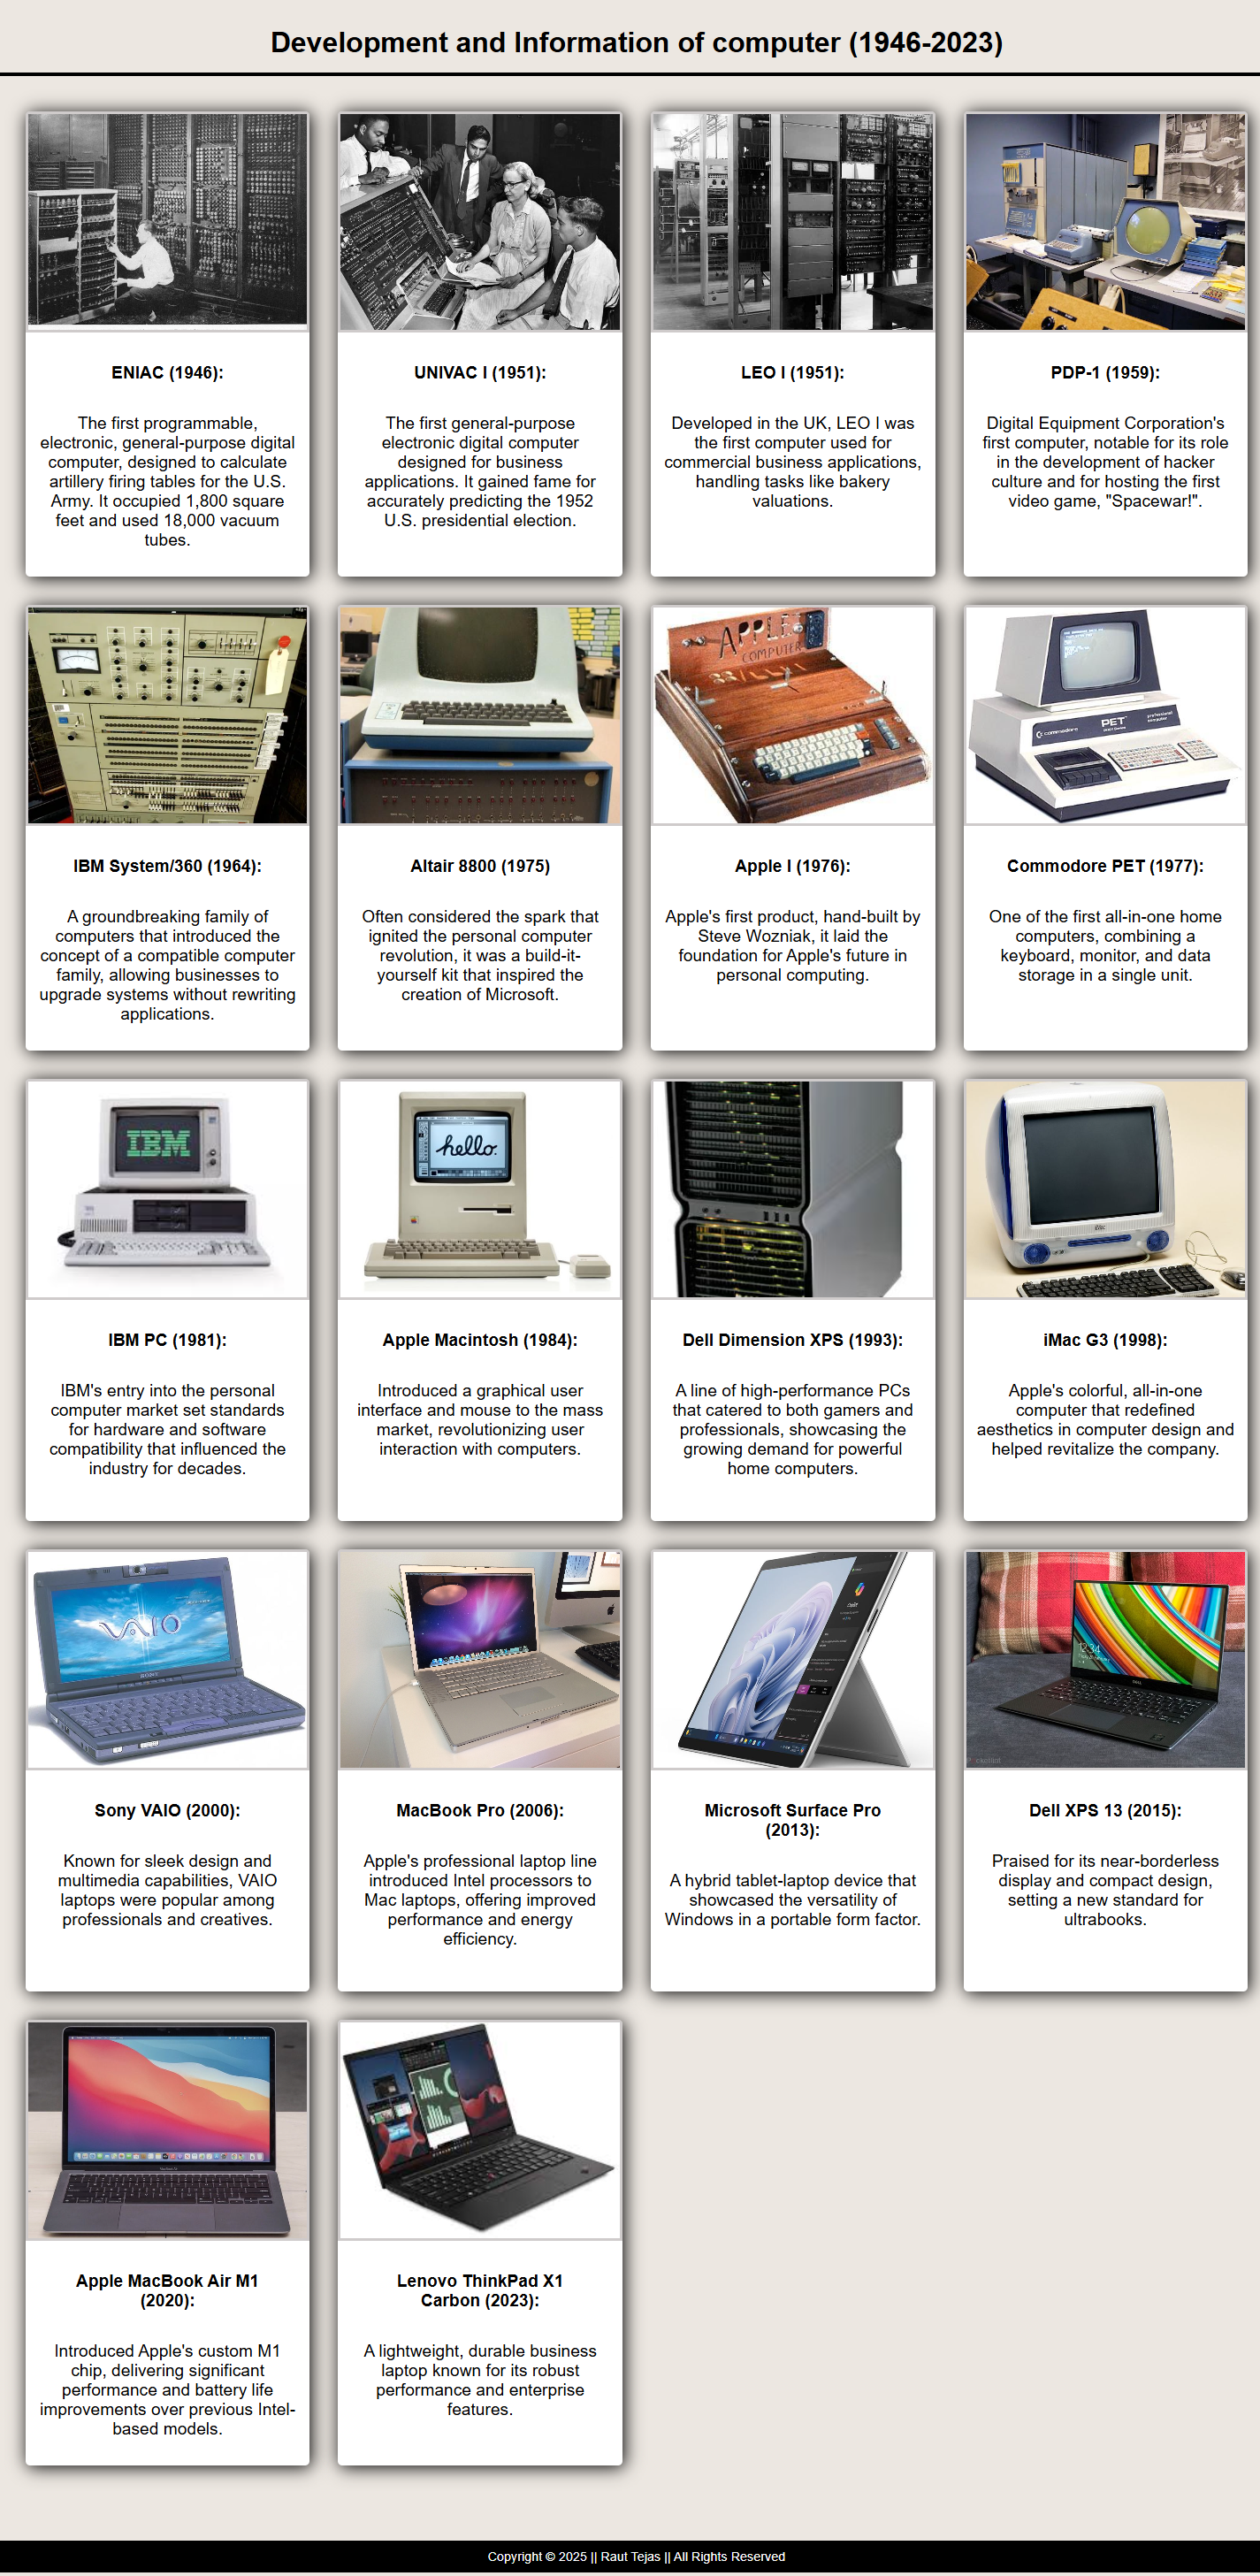 Development and Information of computer (1946-2023)
ENIAC (1946):
The first programmable,
electronic, general-purpose digital
computer, designed to calculate
artillery firing tables for the U.S.
Army. It occupied 1,800 square
feet and used 18,000 vacuum
tubes.
UNIVAC I (1951):
The first general-purpose
electronic digital computer
designed for business
applications. It gained fame for
accurately predicting the 1952
U.S. presidential election.
LEO I (1951):
Developed in the UK, LEO I was
the first computer used for
commercial business applications,
handling tasks like bakery
valuations.
PDP-1 (1959):
Digital Equipment Corporation's
first computer, notable for its role
in the development of hacker
culture and for hosting the first
video game, "Spacewar!".
APPLE
COMPUTER
commodore
PET
professional
computer
IBM System/360 (1964):
A groundbreaking family of
computers that introduced the
concept of a compatible computer
family, allowing businesses to
upgrade systems without rewriting
applications.
Altair 8800 (1975)
Often considered the spark that
ignited the personal computer
revolution, it was a build-it-
yourself kit that inspired the
creation of Microsoft.
Apple I (1976):
Apple's first product, hand-built by
Steve Wozniak, it laid the
foundation for Apple's future in
personal computing.
Commodore PET (1977):
One of the first all-in-one home
computers, combining a
keyboard, monitor, and data
storage in a single unit.
IBM
hello.
iMac
IBM PC (1981):
IBM's entry into the personal
computer market set standards
for hardware and software
compatibility that influenced the
industry for decades.
Apple Macintosh (1984):
Introduced a graphical user
interface and mouse to the mass
market, revolutionizing user
interaction with computers.
Dell Dimension XPS (1993):
A line of high-performance PCs
that catered to both gamers and
professionals, showcasing the
growing demand for powerful
home computers.
iMac G3 (1998):
Apple's colorful, all-in-one
computer that redefined
aesthetics in computer design and
helped revitalize the company.
VAIO
SONY
Copilot
12:34
DELL
Sony VAIO (2000):
Known for sleek design and
multimedia capabilities, VAIO
laptops were popular among
professionals and creatives.
MacBook Pro (2006):
Apple's professional laptop line
introduced Intel processors to
Mac laptops, offering improved
performance and energy
efficiency.
Microsoft Surface Pro
(2013):
A hybrid tablet-laptop device that
showcased the versatility of
Windows in a portable form factor.
Dell XPS 13 (2015):
Praised for its near-borderless
display and compact design,
setting a new standard for
ultrabooks.
Apple MacBook Air M1
(2020):
Introduced Apple's custom M1
chip, delivering significant
performance and battery life
improvements over previous Intel-
based models.
Lenovo ThinkPad X1
Carbon (2023):
A lightweight, durable business
laptop known for its robust
performance and enterprise
features.
Copyright © 2025 || Raut Tejas || All Rights Reserved